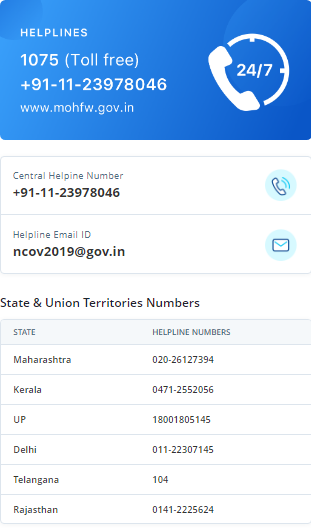 HELPLINES
1075 (Toll free)
+91-11-23978046
www.mohfw.gov.in
24/7
Central Helpine Number
+91-11-23978046
Helpline Email ID
ncov2019@gov.in
State & Union Territories Numbers
STATE HELPLINE NUMBERS
Maharashtra 020-26127394
Kerala 0471-2552056
UP 18001805145
Delhi 011-22307145
Telangana 104
Rajasthan 0141-2225624